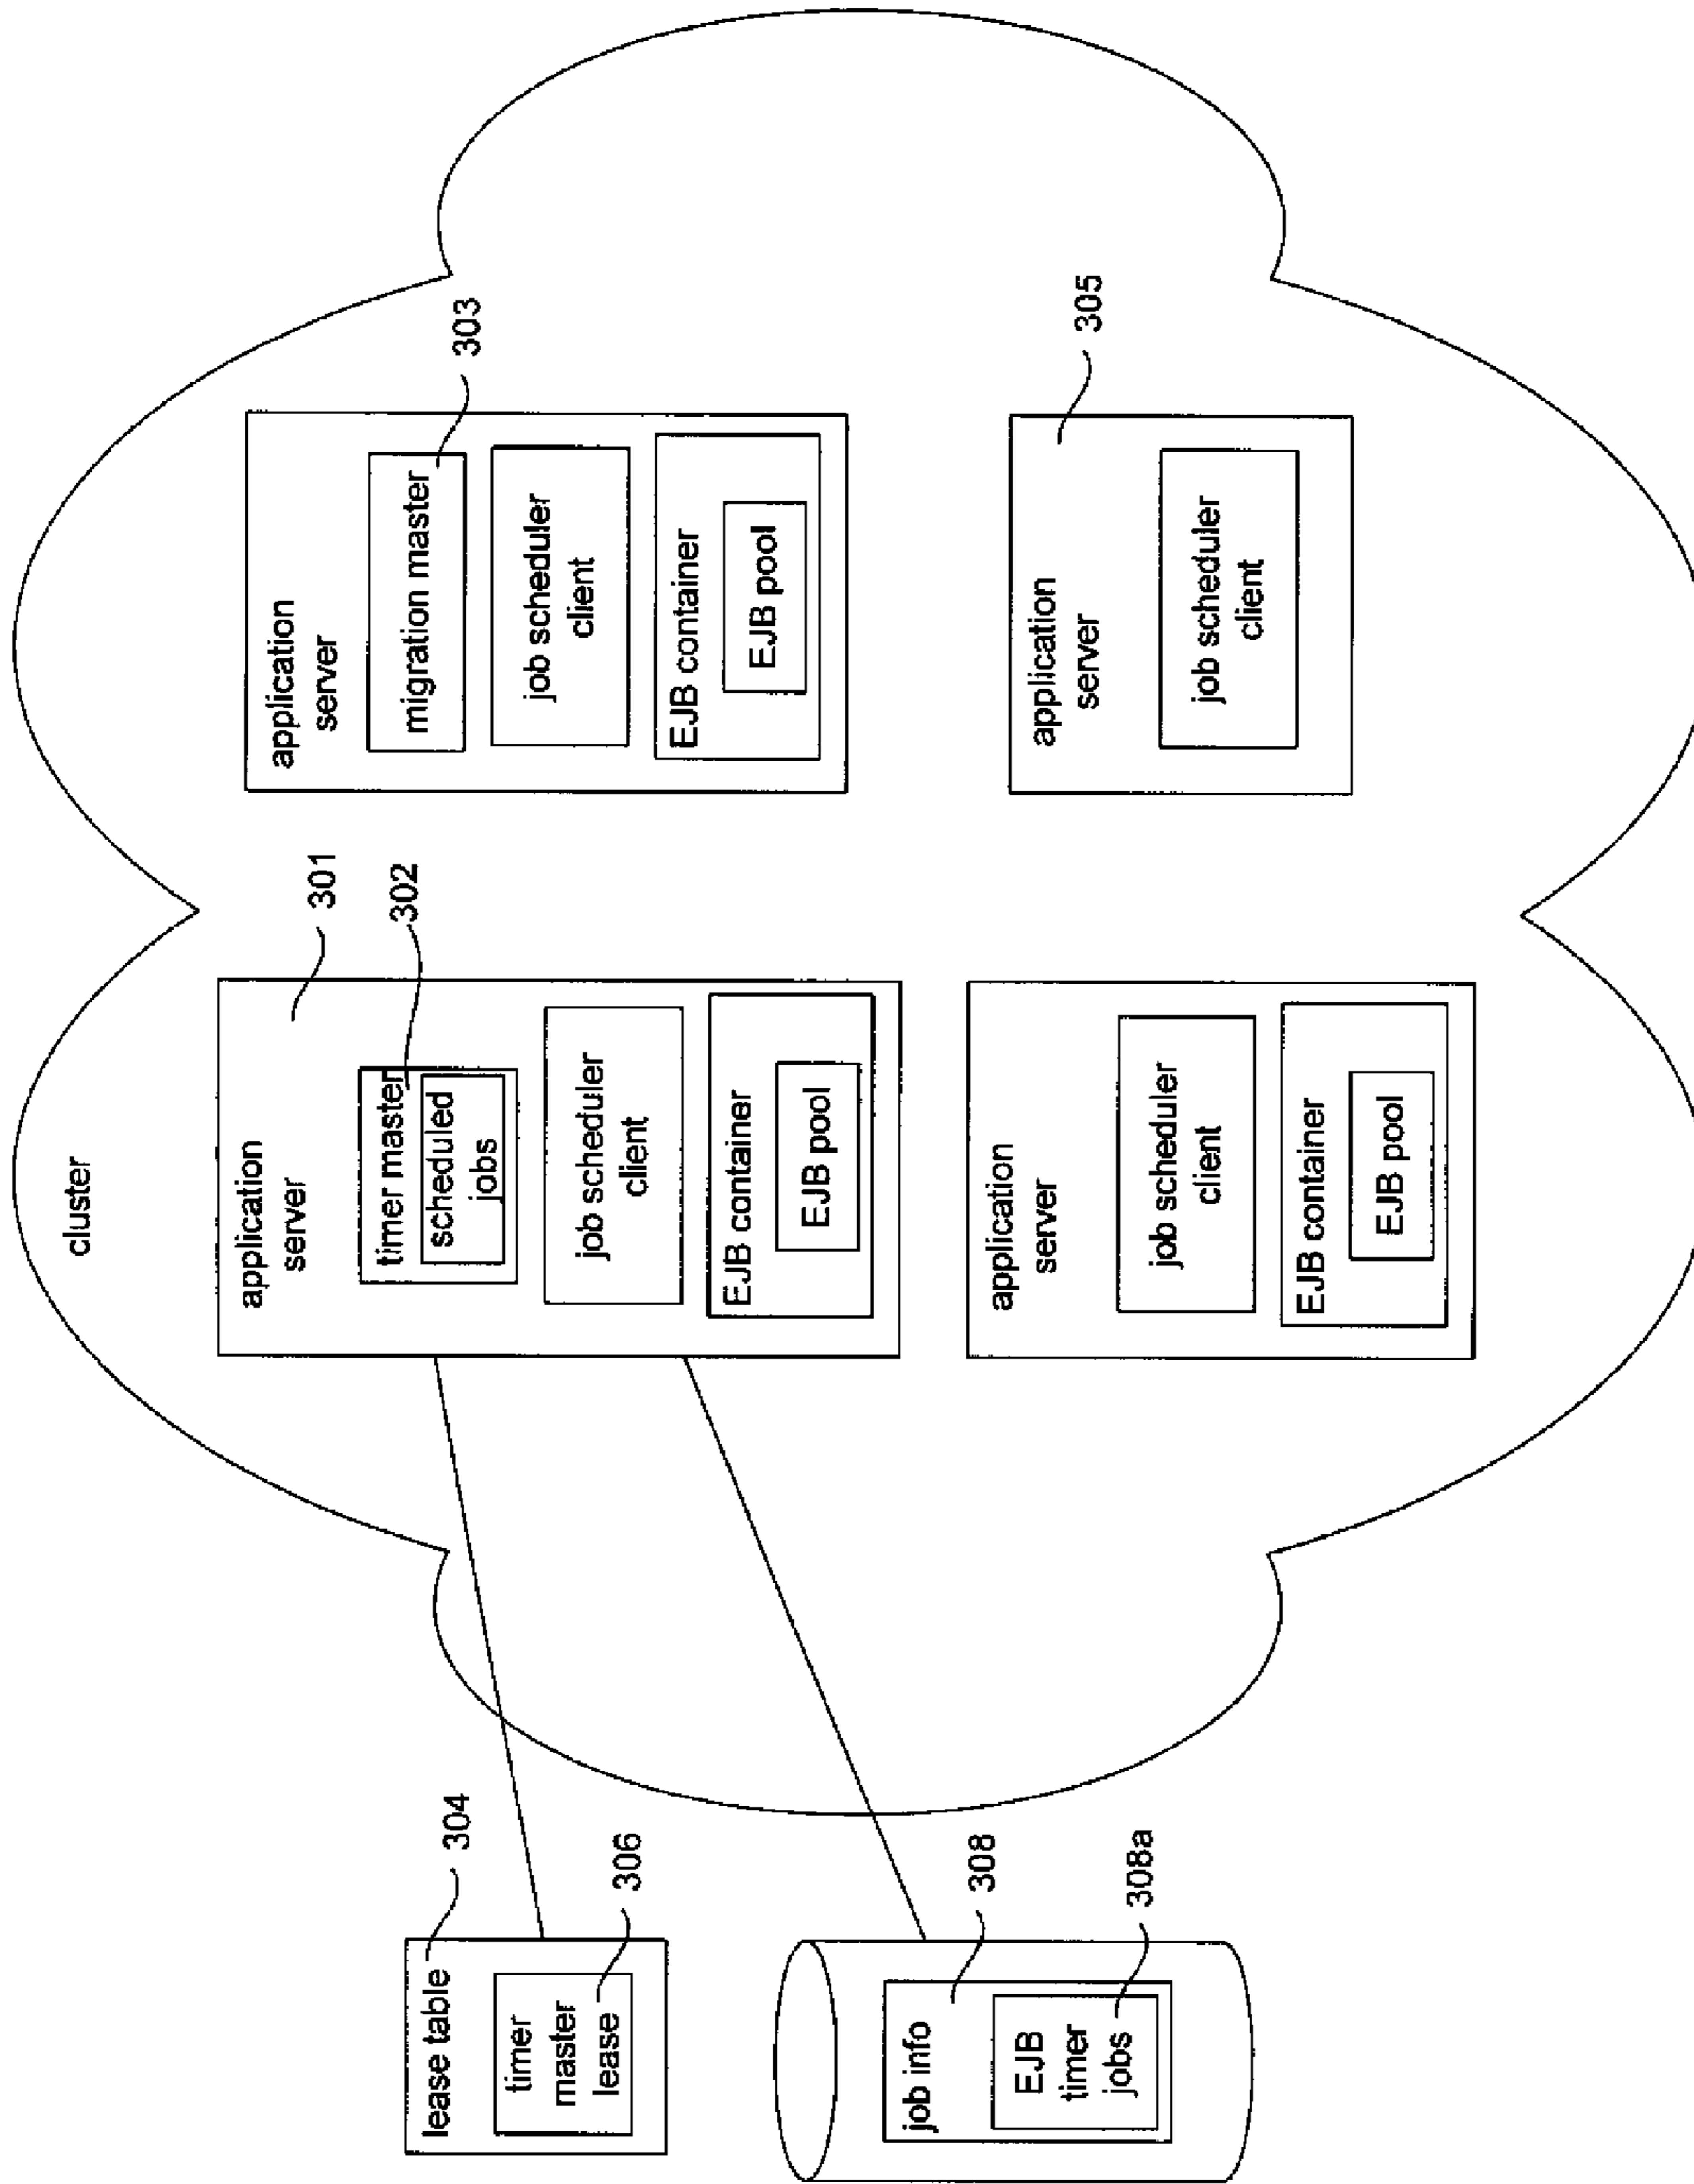 cluster
lease table
304
timer
master
lease
306
job info
308
EJB
timer
jobs
308a
application
server
301
timer master
302
scheduled
jobs
job scheduler
client
EJB container
EJB pool
application
server
migration master
303
job scheduler
client
EJB container
EJB pool
application
server
job scheduler
client
EJB container
EJB pool
application
server
305
job scheduler
client